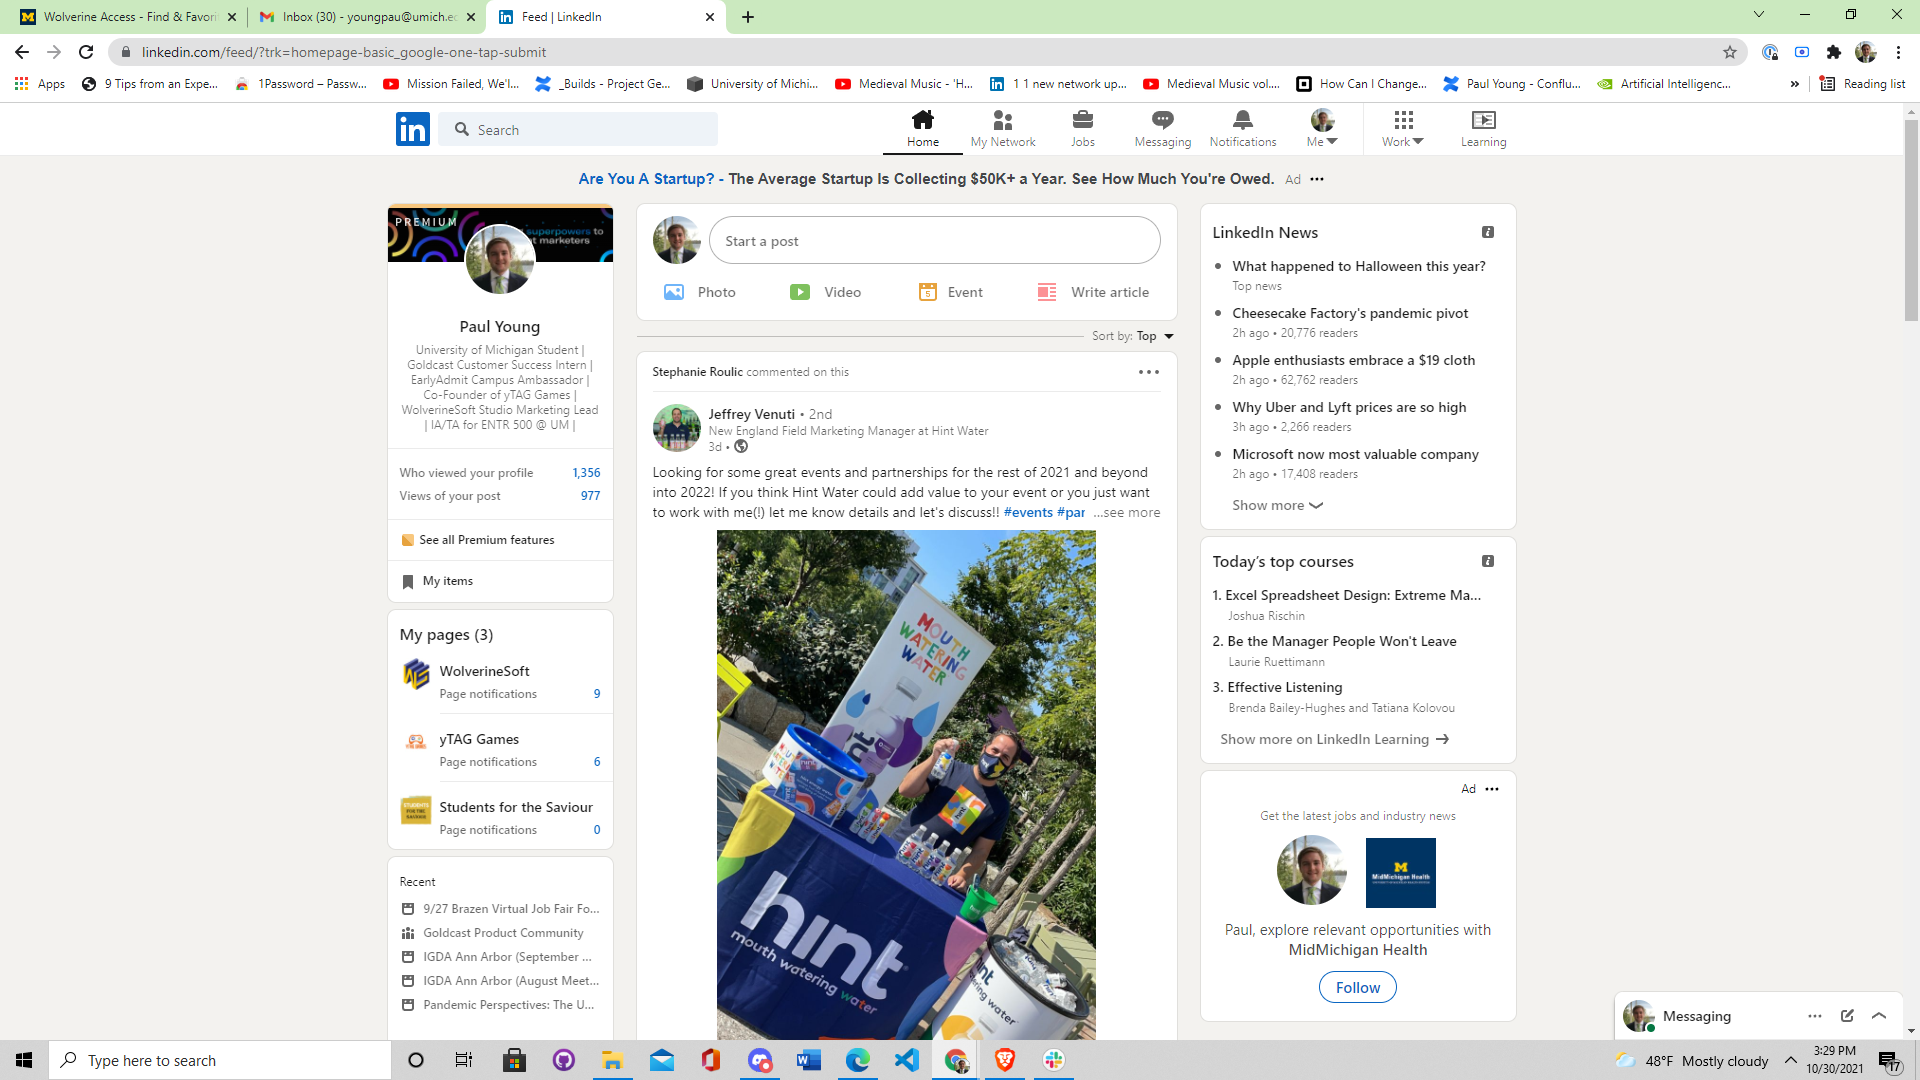 Wolverine Access - Find & Favori
Inbox (30) - youngpau@umich.ec
Feed | LinkedIn
linkedin.com/feed/?trk=homepage-basic_google-one-tap-submit
Apps
9 Tips from an Expe...
1Password – Passw...
Mission Failed, We'l...
_Builds - Project Ge...
University of Michi...
Medieval Music - 'H...
1 1 new network up...
Medieval Music vol....
How Can I Change...
Paul Young - Conflu...
Artificial Intelligenc...
»
Reading list
in
Search
Home
My Network
Jobs
Messaging
Notifications
Me
Work
Learning
Are You A Startup? - The Average Startup Is Collecting $50K+ a Year. See How Much You're Owed. Ad
PREMIUM
superpowers to
t marketers
Paul Young
University of Michigan Student |
Goldcast Customer Success Intern |
EarlyAdmit Campus Ambassador |
Co-Founder of yTAG Games |
WolverineSoft Studio Marketing Lead
| IA/TA for ENTR 500 @ UM |
Who viewed your profile 1,356
Views of your post 977
See all Premium features
My items
My pages (3)
WolverineSoft
Page notifications 9
yTAG Games
Page notifications 6
STUDENTS FOR THE SAVIOUR
Students for the Saviour
Page notifications 0
Recent
9/27 Brazen Virtual Job Fair Fo...
Goldcast Product Community
IGDA Ann Arbor (September ...
IGDA Ann Arbor (August Meet...
Pandemic Perspectives: The U...
Start a post
Photo
Video
5
Event
Write article
Sort by: Top
Stephanie Roulic commented on this
Jeffrey Venuti • 2nd
New England Field Marketing Manager at Hint Water
3d •
Looking for some great events and partnerships for the rest of 2021 and beyond
into 2022! If you think Hint Water could add value to your event or you just want
to work with me(!) let me know details and let's discuss!! #events #par ...see more
MOUTH
WATERING
WATER
hint
hint
mouth watering water
LinkedIn News
What happened to Halloween this year?
Top news
Cheesecake Factory's pandemic pivot
2h ago • 20,776 readers
Apple enthusiasts embrace a $19 cloth
2h ago • 62,762 readers
Why Uber and Lyft prices are so high
3h ago • 2,266 readers
Microsoft now most valuable company
2h ago • 17,408 readers
Show more
Today's top courses
1. Excel Spreadsheet Design: Extreme Ma...
Joshua Rischin
2. Be the Manager People Won't Leave
Laurie Ruettimann
3. Effective Listening
Brenda Bailey-Hughes and Tatiana Kolovou
Show more on LinkedIn Learning
Ad
Get the latest jobs and industry news
M
MidMichigan Health
Paul, explore relevant opportunities with
MidMichigan Health
Follow
Messaging
Type here to search
48°F Mostly cloudy
3:29 PM
10/30/2021
17